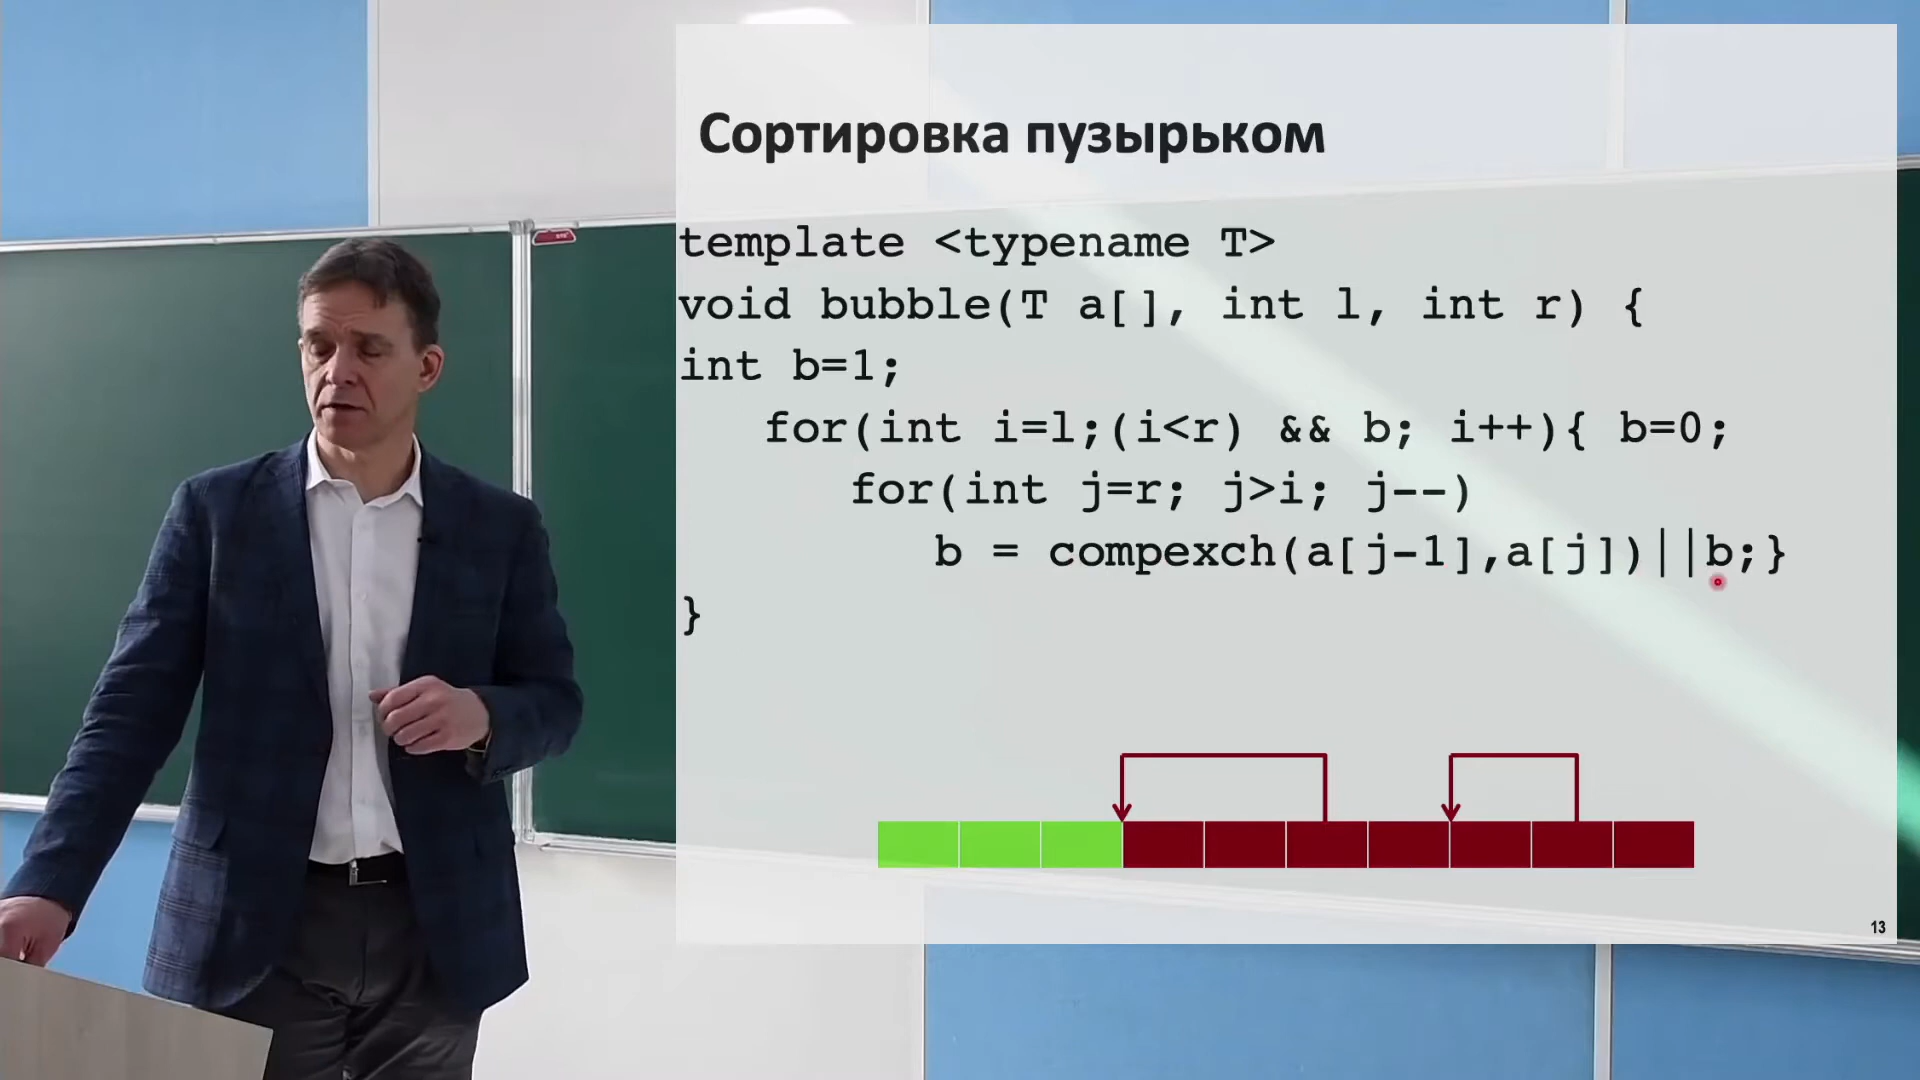 Сортировка пузырьком
template <typename T>
void bubble(T a[], int l, int r) {
int b=1;
for(int i=l;(i<r) && b; i++){ b=0;
for(int j=r; j>i; j--)
b = compexch(a[j-1],a[j])||b;}
}
13